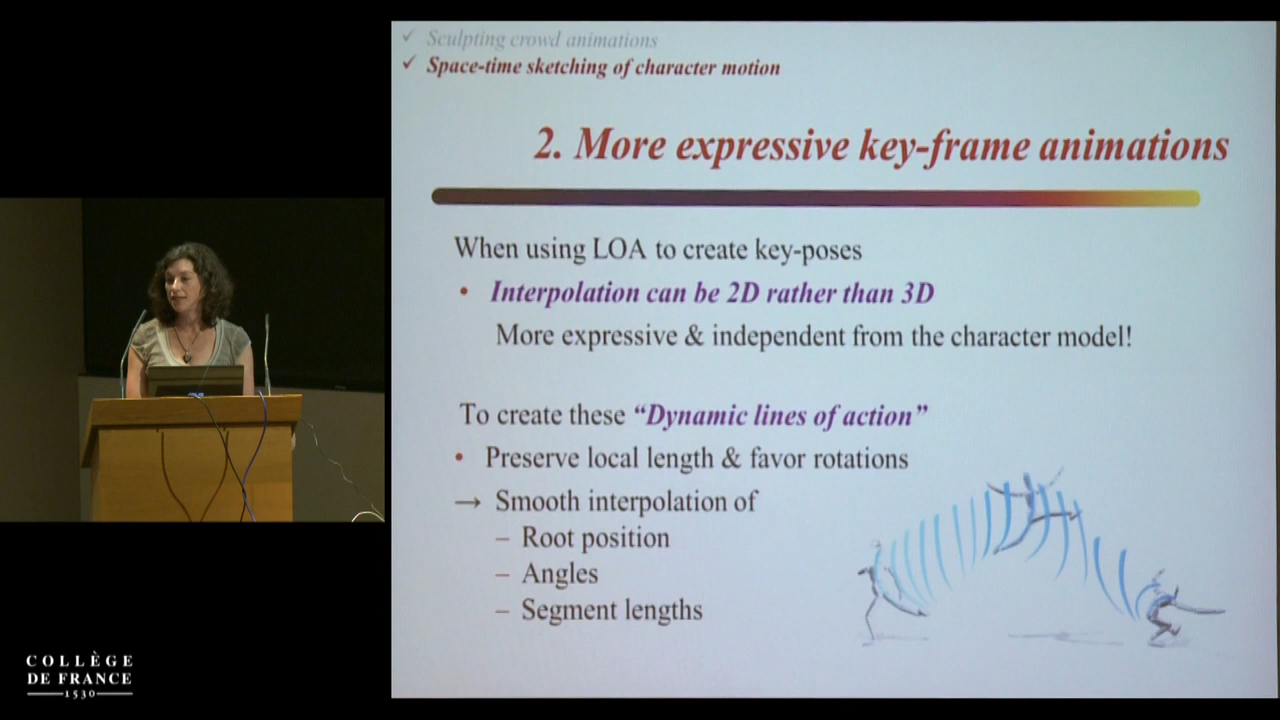 ✓ Sculpting crowd animations
✓ Space-time sketching of character motion
2. More expressive key-frame animations
When using LOA to create key-poses
• Interpolation can be 2D rather than 3D
More expressive & independent from the character model!
To create these “Dynamic lines of action”
• Preserve local length & favor rotations
→ Smooth interpolation of
– Root position
– Angles
– Segment lengths
COLLÈGE
DE FRANCE
1530